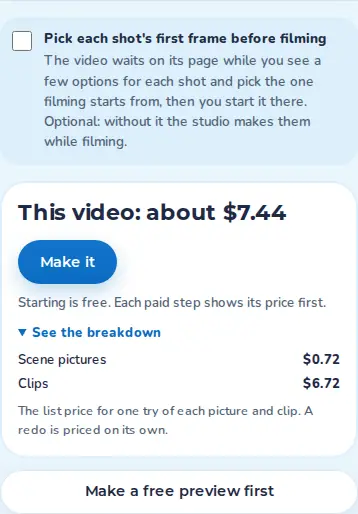 Pick each shot's first frame before filming
The video waits on its page while you see a
few options for each shot and pick the one
filming starts from, then you start it there.
Optional: without it the studio makes them
while filming.
This video: about $7.44
Make it
Starting is free. Each paid step shows its price first.
▼ See the breakdown
Scene pictures $0.72
Clips $6.72
The list price for one try of each picture and clip. A
redo is priced on its own.
Make a free preview first